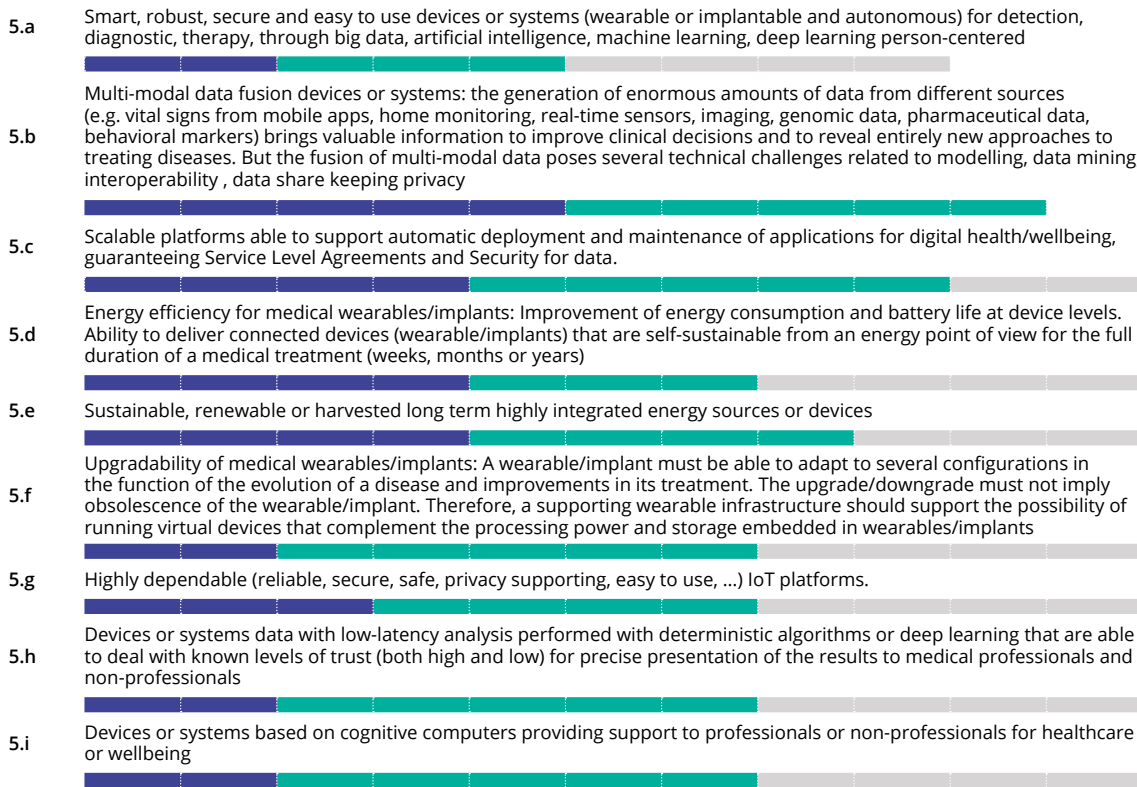 5.a
Smart, robust, secure and easy to use devices or systems (wearable or implantable and autonomous) for detection,
diagnostic, therapy, through big data, artificial intelligence, machine learning, deep learning person-centered
5.b
Multi-modal data fusion devices or systems: the generation of enormous amounts of data from different sources
(e.g. vital signs from mobile apps, home monitoring, real-time sensors, imaging, genomic data, pharmaceutical data,
behavioral markers) brings valuable information to improve clinical decisions and to reveal entirely new approaches to
treating diseases. But the fusion of multi-modal data poses several technical challenges related to modelling, data mining
interoperability , data share keeping privacy
5.c
Scalable platforms able to support automatic deployment and maintenance of applications for digital health/wellbeing,
guaranteeing Service Level Agreements and Security for data.
5.d
Energy efficiency for medical wearables/implants: Improvement of energy consumption and battery life at device levels.
Ability to deliver connected devices (wearable/implants) that are self-sustainable from an energy point of view for the full
duration of a medical treatment (weeks, months or years)
5.e
Sustainable, renewable or harvested long term highly integrated energy sources or devices
5.f
Upgradability of medical wearables/implants: A wearable/implant must be able to adapt to several configurations in
the function of the evolution of a disease and improvements in its treatment. The upgrade/downgrade must not imply
obsolescence of the wearable/implant. Therefore, a supporting wearable infrastructure should support the possibility of
running virtual devices that complement the processing power and storage embedded in wearables/implants
5.g
Highly dependable (reliable, secure, safe, privacy supporting, easy to use, ...) IoT platforms.
5.h
Devices or systems data with low-latency analysis performed with deterministic algorithms or deep learning that are able
to deal with known levels of trust (both high and low) for precise presentation of the results to medical professionals and
non-professionals
5.i
Devices or systems based on cognitive computers providing support to professionals or non-professionals for healthcare
or wellbeing